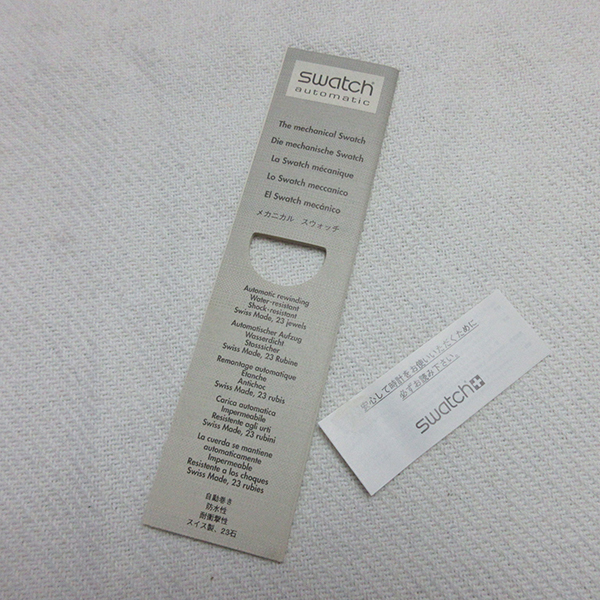 swatch
automatic
The mechanical Swatch
Die mechanische Swatch
La Swatch mécanique
Lo Swatch meccanico
El Swatch mecánico
メカニカル スウォッチ
Automatic rewinding
Water-resistant
Shock-resistant
Swiss Made, 23 jewels
Automatischer Aufzug
Wasserdicht
Stosssicher
Swiss Made, 23 Rubine
Remontage automatique
Etanche
Antichoc
Swiss Made, 23 rubis
Carica automatica
Impermeabile
Resistente agli urti
Swiss Made, 23 rubini
La cuerda se mantiene
automaticamente
Impermeable
Resistente a los choques
Swiss Made, 23 rubies
自動巻き
防水性
耐衝撃性
スイス製、23石
安心して時計をお使いいただくために
必ずお読み下さい。
swatch